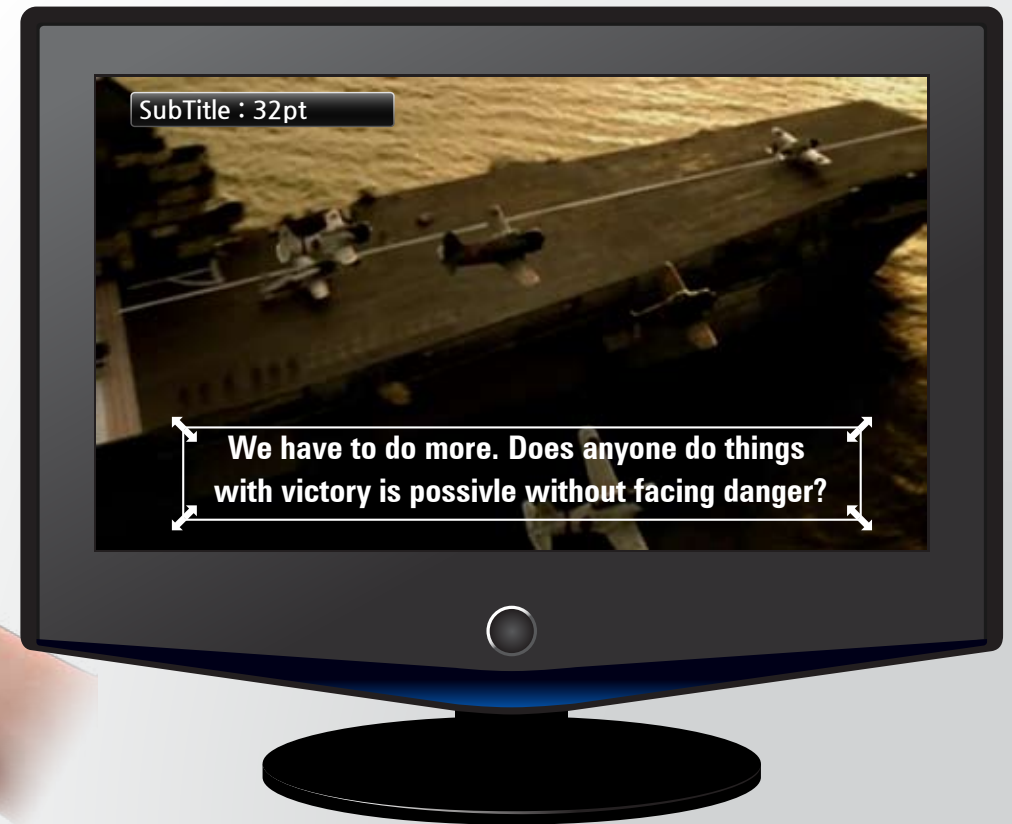 SubTitle : 32pt
We have to do more. Does anyone do things
with victory is possivle without facing danger?